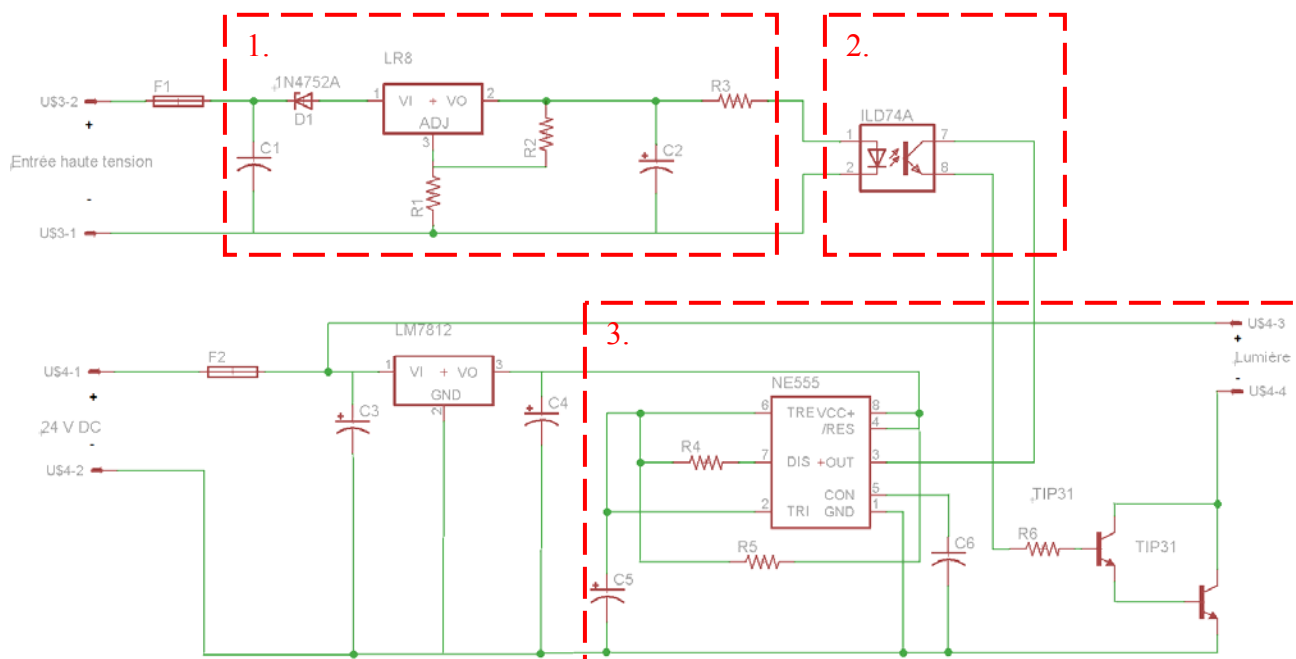 1.
2.
LR8
F1
1N4752A
R3
U$3-2
1 VI + VO 2
D1
ILD74A
+
ADJ
R2
1 7
3
C1
+ C2
Entrée haute tension
2 8
-
R1
U$3-1
3.
U$4-3
LM7812
+
F2
Lumière
U$4-1
1 VI + VO 3
NE555
-
+
GND
6 TRE VCC+ 8
U$4-4
2
+ C3
+ C4
/RES 4
24 V DC
R4
-
7 DIS +OUT 3
U$4-2
CON 5
TIP31
2 TRI GND 1
R6
R5
C6
TIP31
+ C5